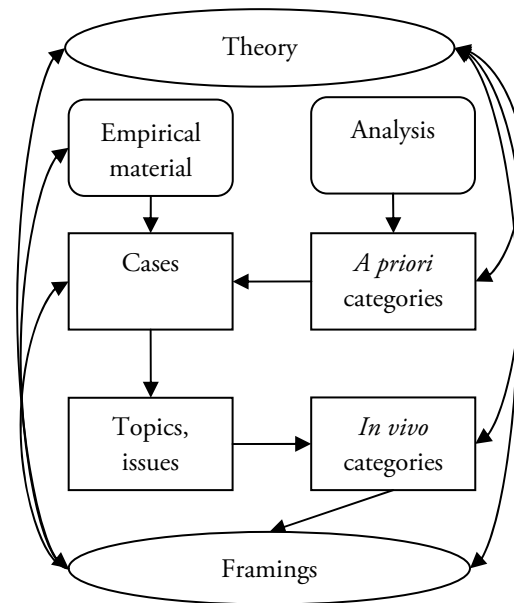 Theory
Empirical
material
Analysis
Cases
A priori
categories
Topics,
issues
In vivo
categories
Framings